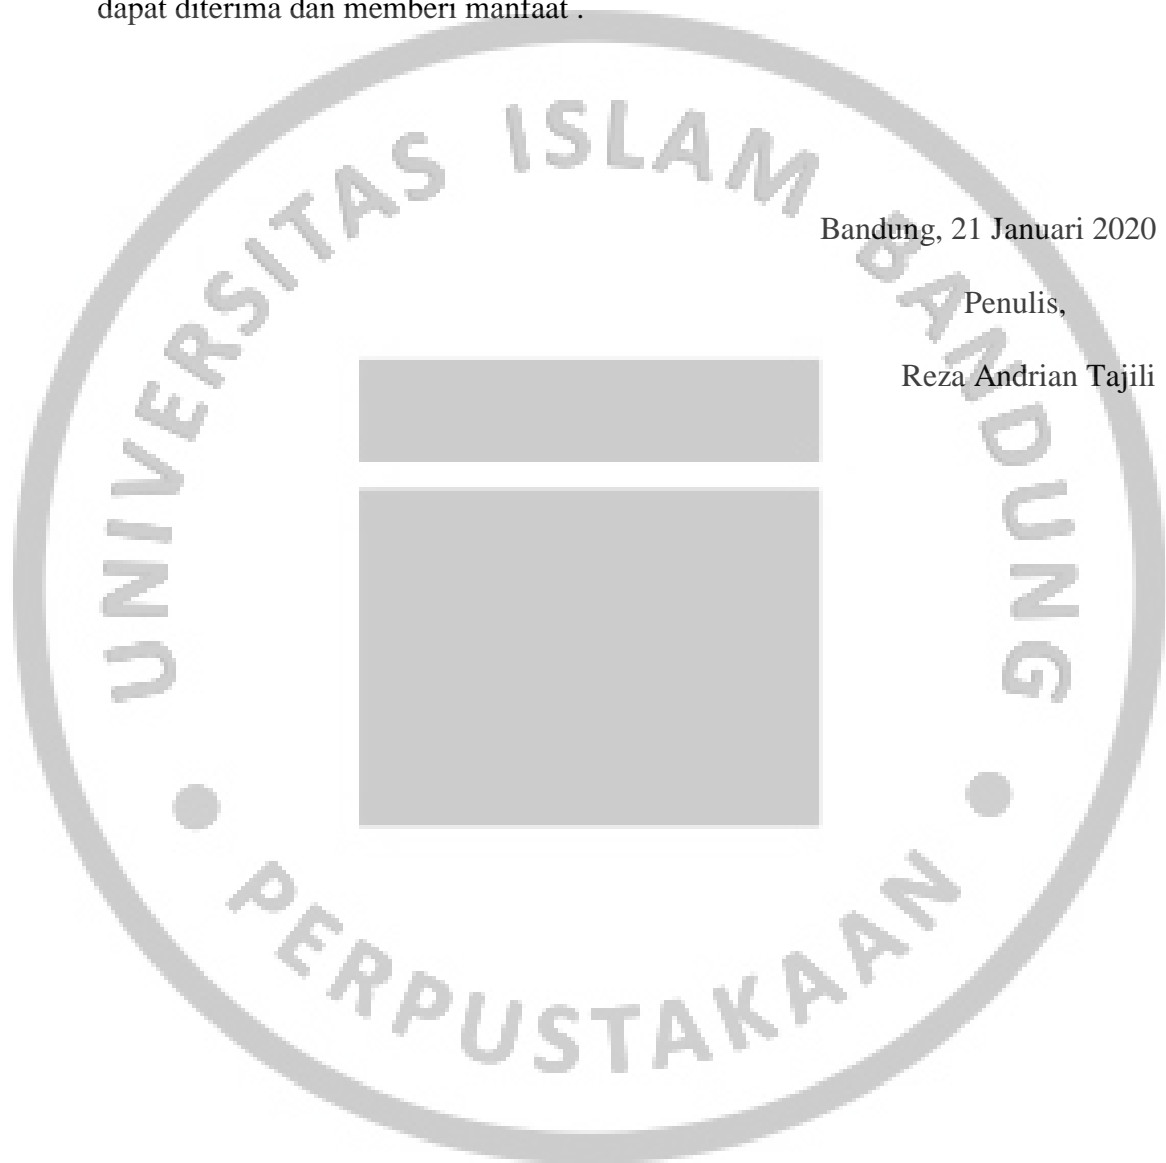 dapat diterima dan memberi manfaat .
UNIVERSITAS ISLAM BANDUNG
Bandung, 21 Januari 2020
Penulis,
Reza Andrian Tajili
PERPUSTAKAAN